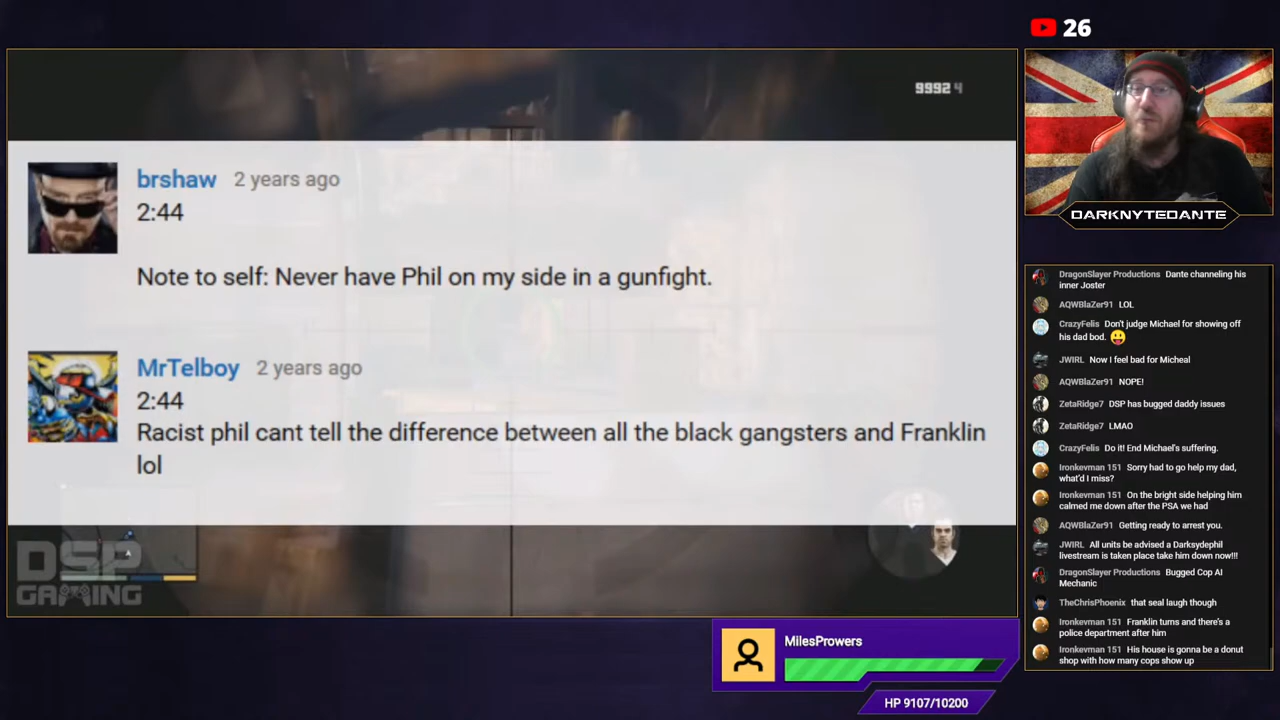 26
99924
brshaw 2 years ago
2:44
Note to self: Never have Phil on my side in a gunfight.
MrTelboy 2 years ago
2:44
Racist phil cant tell the difference between all the black gangsters and Franklin
lol
DSP
GAMING
DARKNYTEDANTE
DragonSlayer Productions Dante channeling his
inner Joster
AQWBlaZer91 LOL
CrazyFelis Don't judge Michael for showing off
his dad bod. 😛
JWIRL Now I feel bad for Micheal
AQWBlaZer91 NOPE!
ZetaRidge7 DSP has bugged daddy issues
ZetaRidge7 LMAO
CrazyFelis Do it! End Michael's suffering.
Ironkevman 151 Sorry had to go help my dad,
what'd I miss?
Ironkevman 151 On the bright side helping him
calmed me down after the PSA we had
AQWBlaZer91 Getting ready to arrest you.
JWIRL All units be advised a Darksydephil
livestream is taken place take him down now!!!
DragonSlayer Productions Bugged Cop AI
Mechanic
TheChrisPhoenix that seal laugh though
Ironkevman 151 Franklin turns and there's a
police department after him
Ironkevman 151 His house is gonna be a donut
shop with how many cops show up
MilesProwers
HP 9107/10200